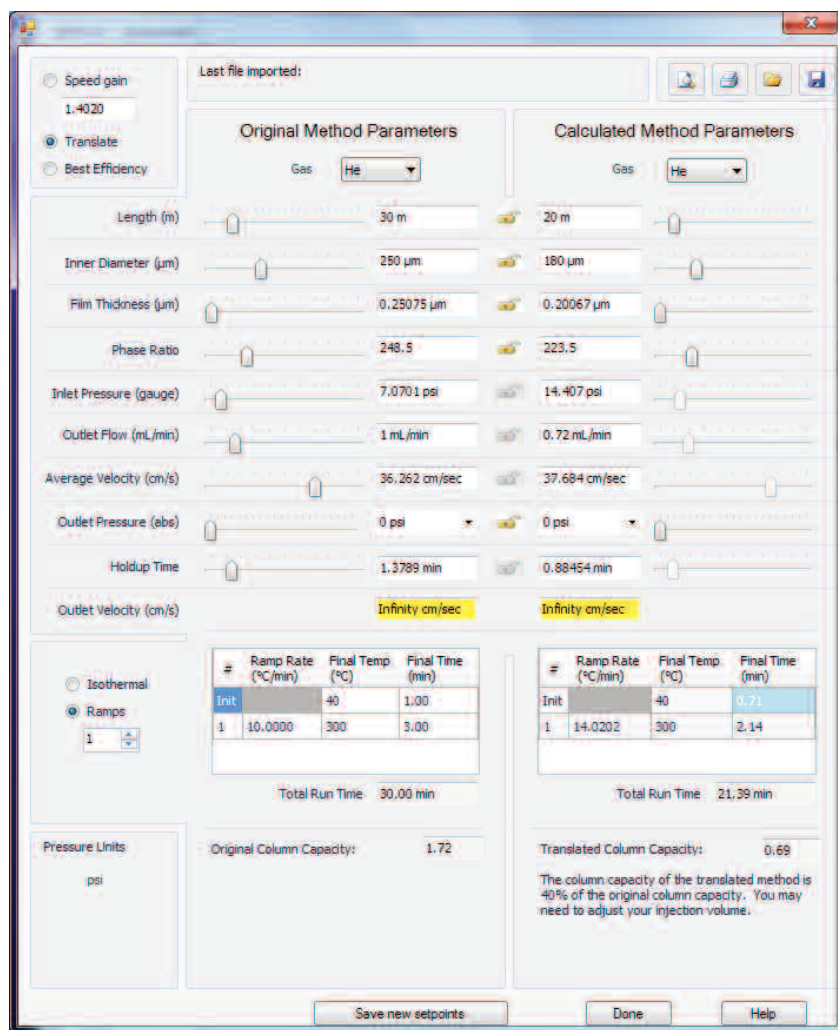 Speed gain
1.4020
Translate
Best Efficiency
Last file imported:
Original Method Parameters
Calculated Method Parameters
Gas He
Gas He
Length (m) 30 m 20 m
Inner Diameter (µm) 250 µm 180 µm
Film Thickness (µm) 0.25075 µm 0.20067 µm
Phase Ratio 248.5 223.5
Inlet Pressure (gauge) 7.0701 psi 14.407 psi
Outlet Flow (mL/min) 1 mL/min 0.72 mL/min
Average Velocity (cm/s) 36.262 cm/sec 37.684 cm/sec
Outlet Pressure (abs) 0 psi 0 psi
Holdup Time 1.3789 min 0.88454 min
Outlet Velocity (cm/s) Infinity cm/sec Infinity cm/sec
Isothermal
Ramps
1
# Ramp Rate (°C/min) Final Temp (°C) Final Time (min)
Init 40 1.00
1 10.0000 300 3.00
Total Run Time 30.00 min
# Ramp Rate (°C/min) Final Temp (°C) Final Time (min)
Init 40 0.71
1 14.0202 300 2.14
Total Run Time 21.39 min
Pressure Units
psi
Original Column Capacity: 1.72
Translated Column Capacity: 0.69
The column capacity of the translated method is
40% of the original column capacity. You may
need to adjust your injection volume.
Save new setpoints
Done
Help